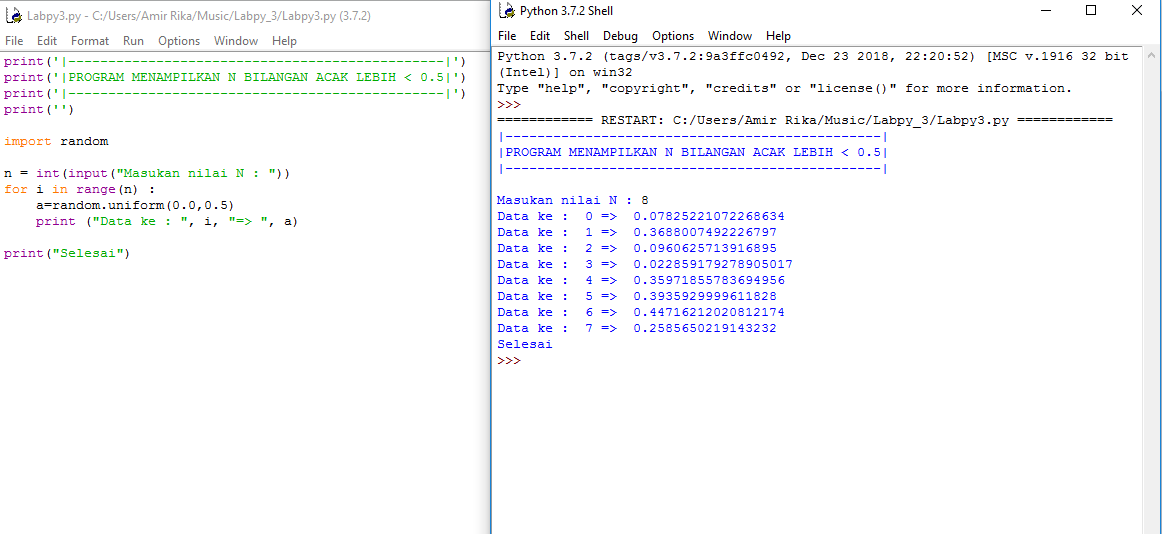 Labpy3.py - C:/Users/Amir Rika/Music/Labpy_3/Labpy3.py (3.7.2)
File Edit Format Run Options Window Help
print('|-----------------------------------------------|')
print('|PROGRAM MENAMPILKAN N BILANGAN ACAK LEBIH < 0.5|')
print('|-----------------------------------------------|')
print('')

import random

n = int(input("Masukan nilai N : "))
for i in range(n) :
    a=random.uniform(0.0,0.5)
    print ("Data ke : ", i, "=> ", a)

print("Selesai")
Python 3.7.2 Shell
File Edit Shell Debug Options Window Help
Python 3.7.2 (tags/v3.7.2:9a3ffc0492, Dec 23 2018, 22:20:52) [MSC v.1916 32 bit
(Intel)] on win32
Type "help", "copyright", "credits" or "license()" for more information.
>>>
============ RESTART: C:/Users/Amir Rika/Music/Labpy_3/Labpy3.py ============
|-----------------------------------------------|
|PROGRAM MENAMPILKAN N BILANGAN ACAK LEBIH < 0.5|
|-----------------------------------------------|

Masukan nilai N : 8
Data ke :  0 =>  0.07825221072268634
Data ke :  1 =>  0.3688007492226797
Data ke :  2 =>  0.0960625713916895
Data ke :  3 =>  0.022859179278905017
Data ke :  4 =>  0.35971855783694956
Data ke :  5 =>  0.3935929999611828
Data ke :  6 =>  0.44716212020812174
Data ke :  7 =>  0.2585650219143232
Selesai
>>>